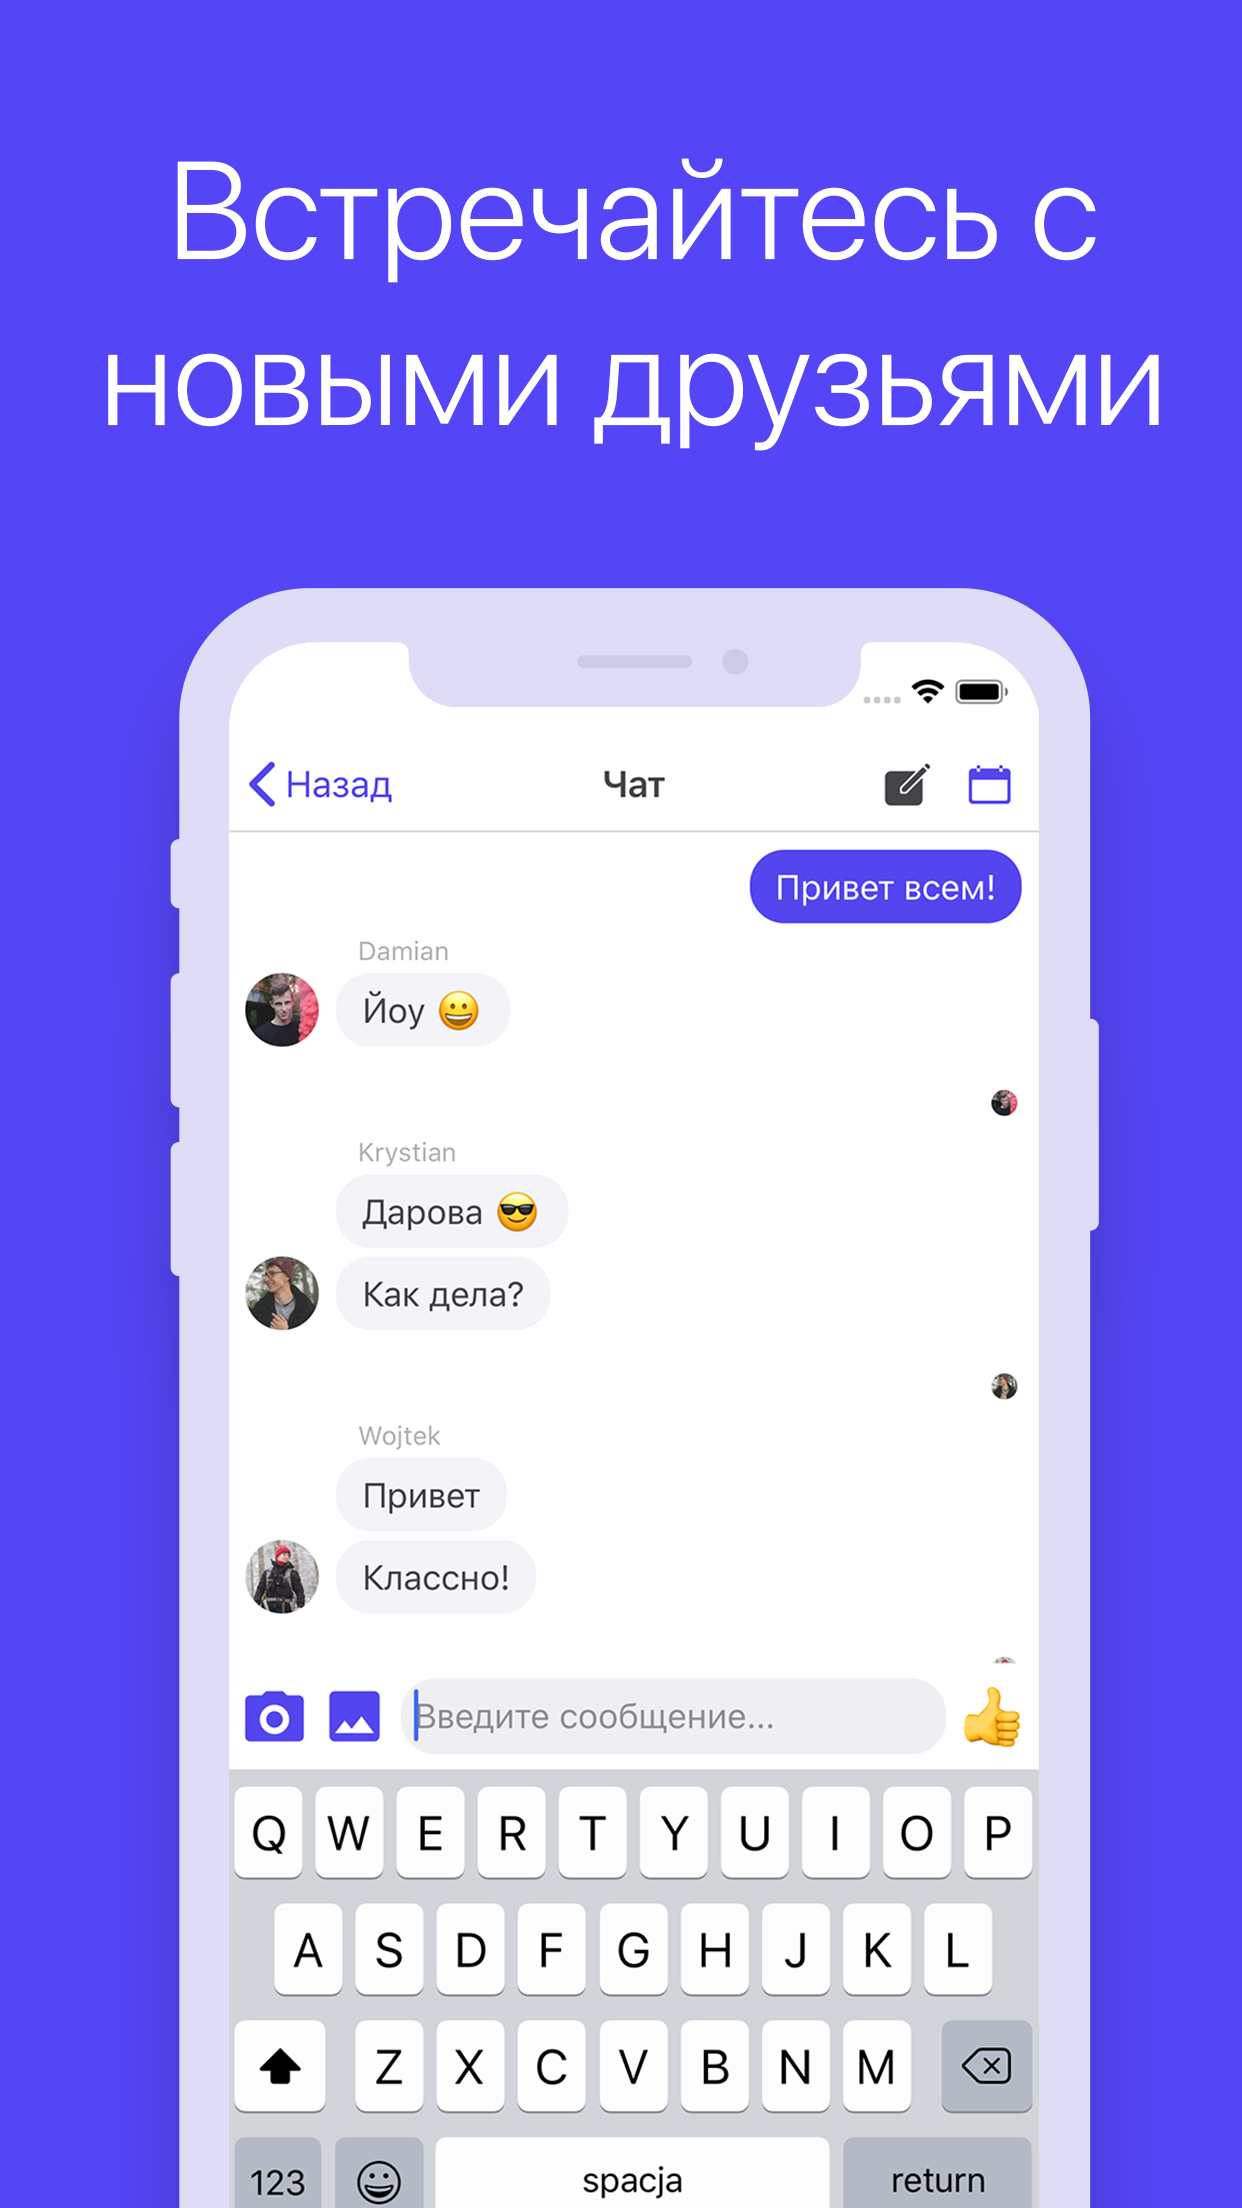 Встречайтесь с
новыми друзьями
Назад
Чат
Привет всем!
Damian
Йоу 😀
Krystian
Дарова 😎
Как дела?
Wojtek
Привет
Классно!
Введите сообщение...
Q W E R T Y U I O P
A S D F G H J K L
Z X C V B N M
123 spacja return